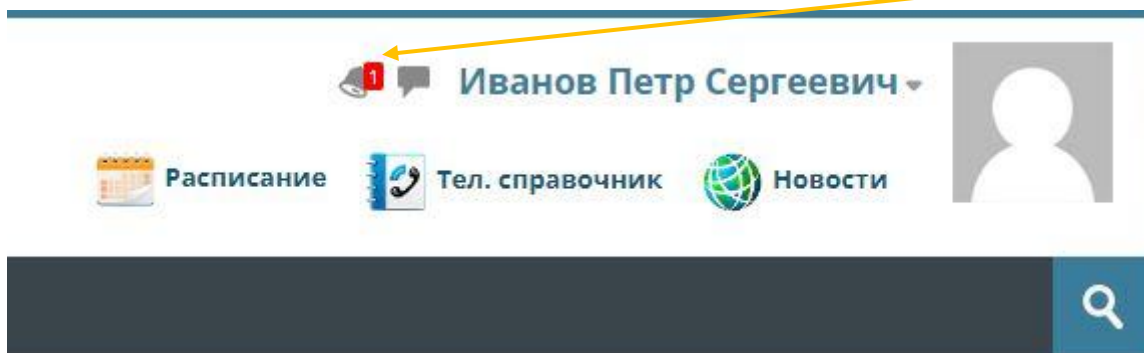 1
Иванов Петр Сергеевич
Расписание
Тел. справочник
Новости